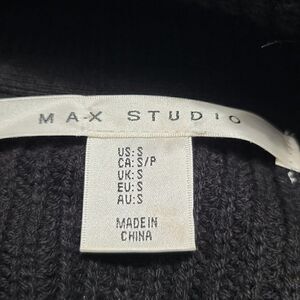 MAX STUDIO
US: S
CA: S/P
UK: S
EU: S
AU: S
MADE IN
CHINA